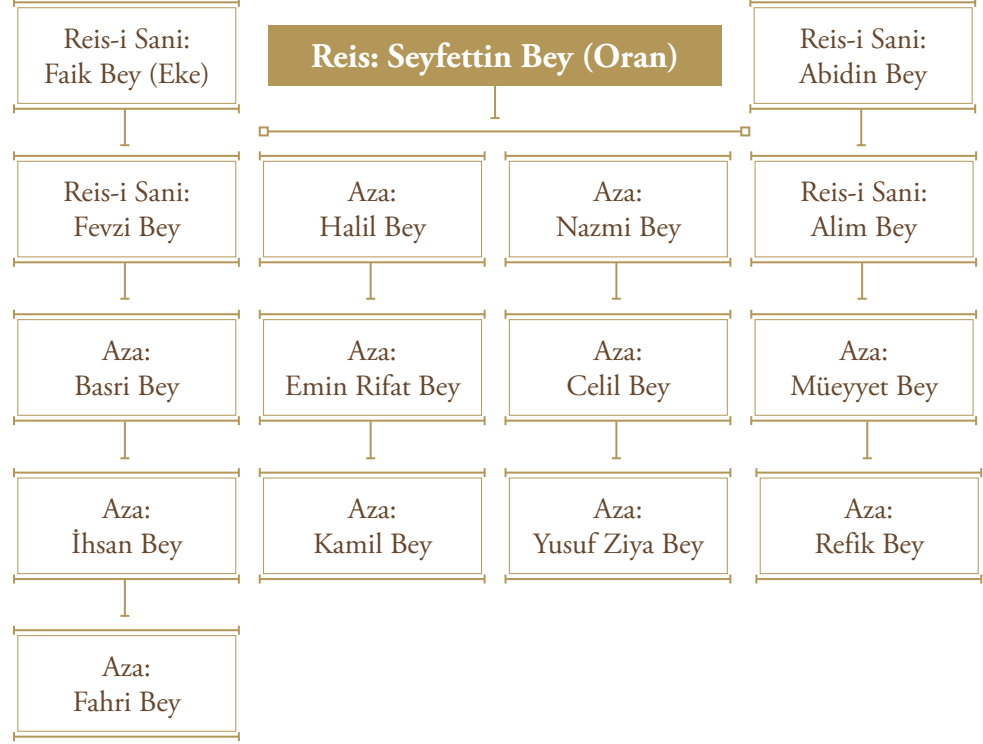 Reis-i Sani:
Faik Bey (Eke)
Reis: Seyfettin Bey (Oran)
Reis-i Sani:
Abidin Bey
Reis-i Sani:
Fevzi Bey
Aza:
Halil Bey
Aza:
Nazmi Bey
Reis-i Sani:
Alim Bey
Aza:
Basri Bey
Aza:
Emin Rifat Bey
Aza:
Celil Bey
Aza:
Müeyyet Bey
Aza:
İhsan Bey
Aza:
Kamil Bey
Aza:
Yusuf Ziya Bey
Aza:
Refik Bey
Aza:
Fahri Bey